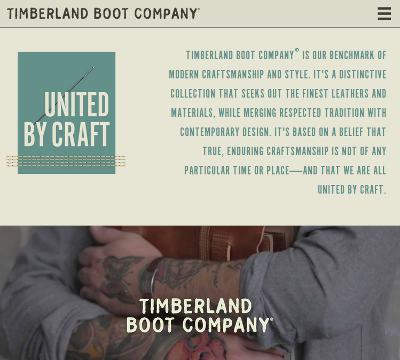 TIMBERLAND BOOT COMPANY®
UNITED
BY CRAFT
TIMBERLAND BOOT COMPANY® IS OUR BENCHMARK OF
MODERN CRAFTSMANSHIP AND STYLE. IT'S A DISTINCTIVE
COLLECTION THAT SEEKS OUT THE FINEST LEATHERS AND
MATERIALS, WHILE MERGING RESPECTED TRADITION WITH
CONTEMPORARY DESIGN. IT'S BASED ON A BELIEF THAT
TRUE, ENDURING CRAFTSMANSHIP IS NOT OF ANY
PARTICULAR TIME OR PLACE—AND THAT WE ARE ALL
UNITED BY CRAFT.
TIMBERLAND
BOOT COMPANY®